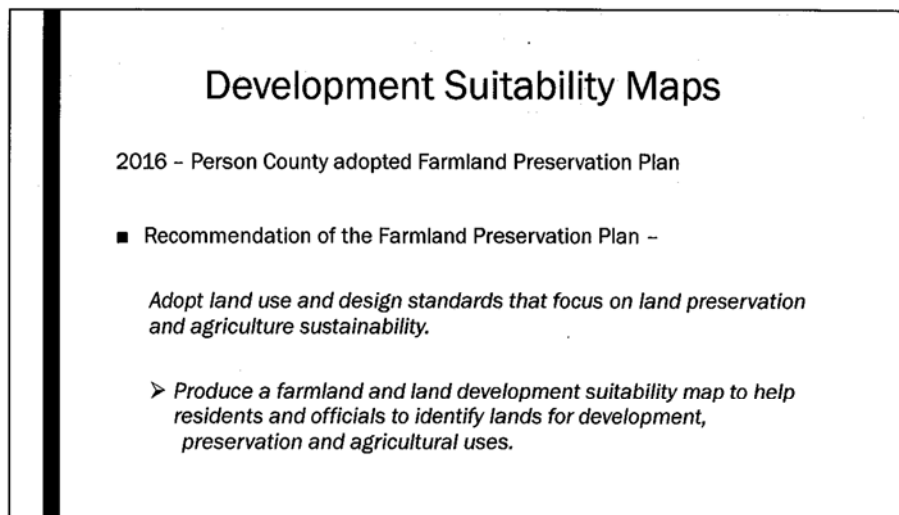 Development Suitability Maps
2016 – Person County adopted Farmland Preservation Plan
■ Recommendation of the Farmland Preservation Plan –
Adopt land use and design standards that focus on land preservation
and agriculture sustainability.
➢ Produce a farmland and land development suitability map to help
residents and officials to identify lands for development,
preservation and agricultural uses.